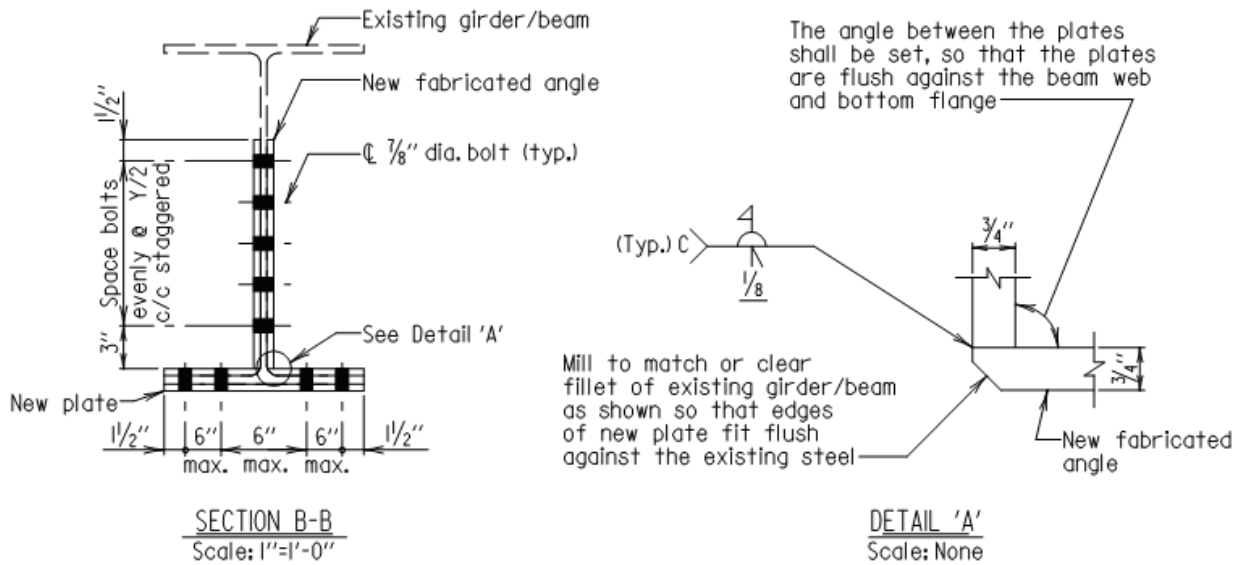 Existing girder/beam
New fabricated angle
℄ 7/8" dia. bolt (typ.)
1 1/2"
Space bolts
evenly @ Y/2
c/c staggered
3"
See Detail 'A'
New plate
1 1/2"
6"
max.
6"
max.
6"
max.
1 1/2"
SECTION B-B
Scale: 1"=1'-0"
The angle between the plates
shall be set, so that the plates
are flush against the beam web
and bottom flange
(Typ.) C
1/8
3/4"
3/4"
Mill to match or clear
fillet of existing girder/beam
as shown so that edges
of new plate fit flush
against the existing steel
New fabricated
angle
DETAIL 'A'
Scale: None